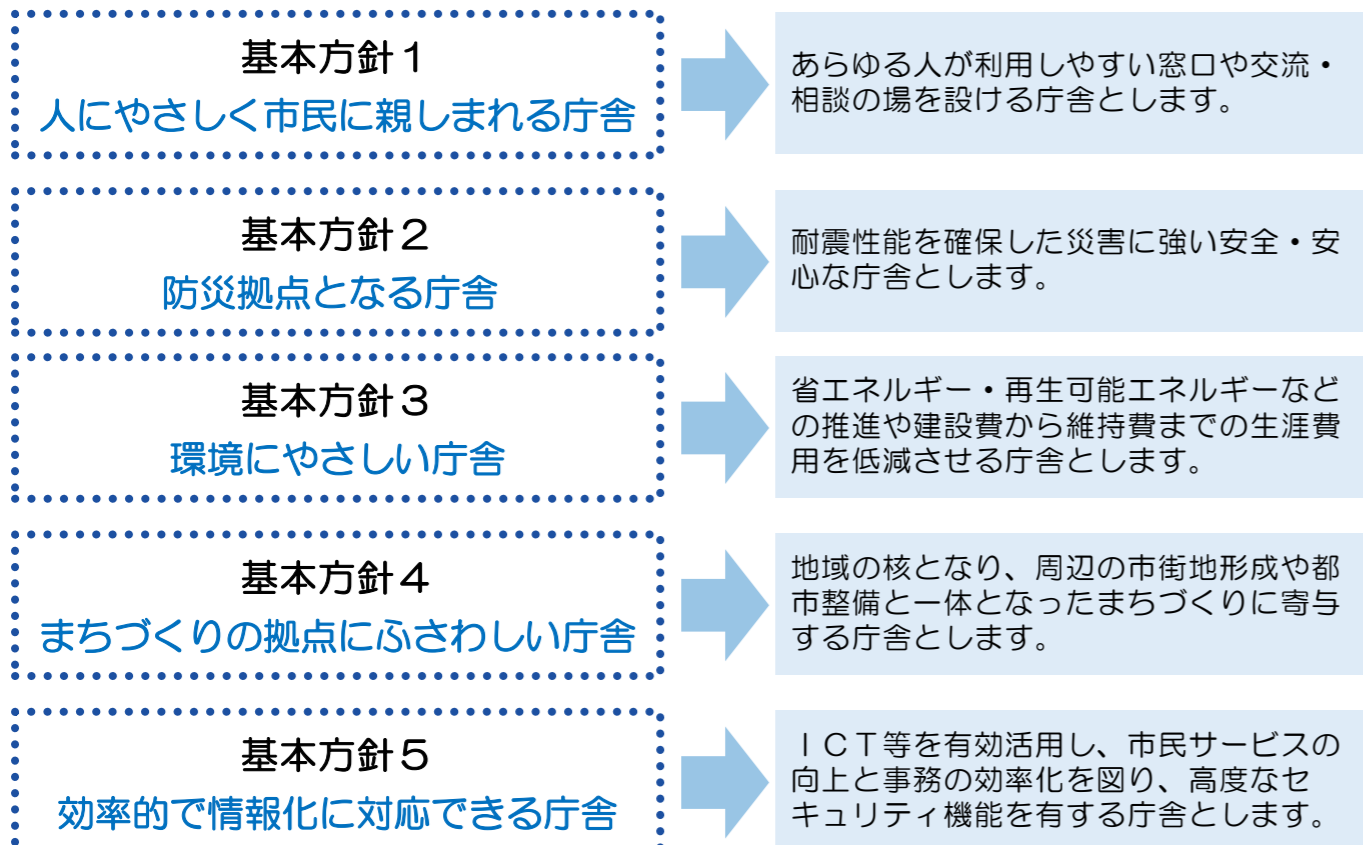 基本方針１
人にやさしく市民に親しまれる庁舎
あらゆる人が利用しやすい窓口や交流・
相談の場を設ける庁舎とします。
基本方針２
防災拠点となる庁舎
耐震性能を確保した災害に強い安全・安
心な庁舎とします。
基本方針３
環境にやさしい庁舎
省エネルギー・再生可能エネルギーなど
の推進や建設費から維持費までの生涯費
用を低減させる庁舎とします。
基本方針４
まちづくりの拠点にふさわしい庁舎
地域の核となり、周辺の市街地形成や都
市整備と一体となったまちづくりに寄与
する庁舎とします。
基本方針５
効率的で情報化に対応できる庁舎
ＩＣＴ等を有効活用し、市民サービスの
向上と事務の効率化を図り、高度なセ
キュリティ機能を有する庁舎とします。